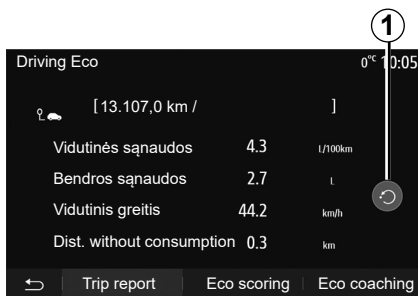 1
Driving Eco 0°ᶜ 10:05
[13.107,0 km / ]
Vidutinės sąnaudos 4.3 L/100km
Bendros sąnaudos 2.7 L
Vidutinis greitis 44.2 km/h
Dist. without consumption 0.3 km
Trip report Eco scoring Eco coaching